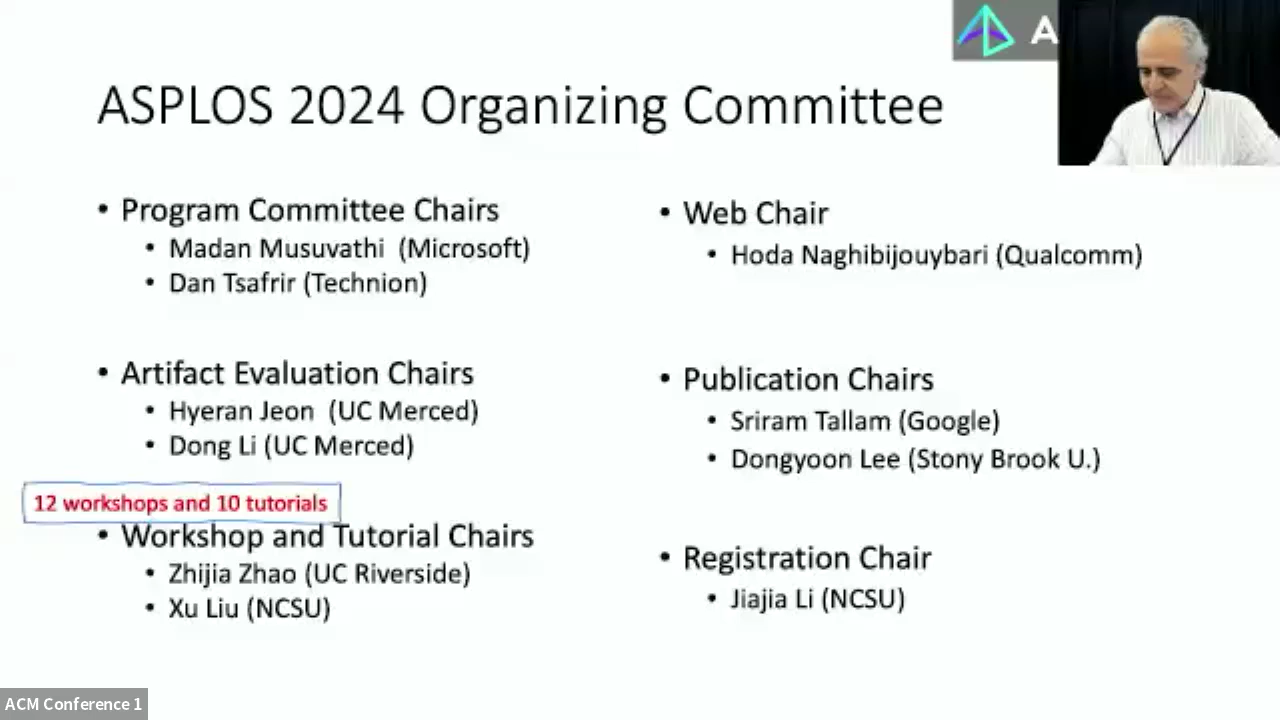 ASPLOS 2024 Organizing Committee
• Program Committee Chairs
• Madan Musuvathi (Microsoft)
• Dan Tsafrir (Technion)
• Artifact Evaluation Chairs
• Hyeran Jeon (UC Merced)
• Dong Li (UC Merced)
12 workshops and 10 tutorials
• Workshop and Tutorial Chairs
• Zhijia Zhao (UC Riverside)
• Xu Liu (NCSU)
• Web Chair
• Hoda Naghibijouybari (Qualcomm)
• Publication Chairs
• Sriram Tallam (Google)
• Dongyoon Lee (Stony Brook U.)
• Registration Chair
• Jiajia Li (NCSU)
A
ACM Conference 1